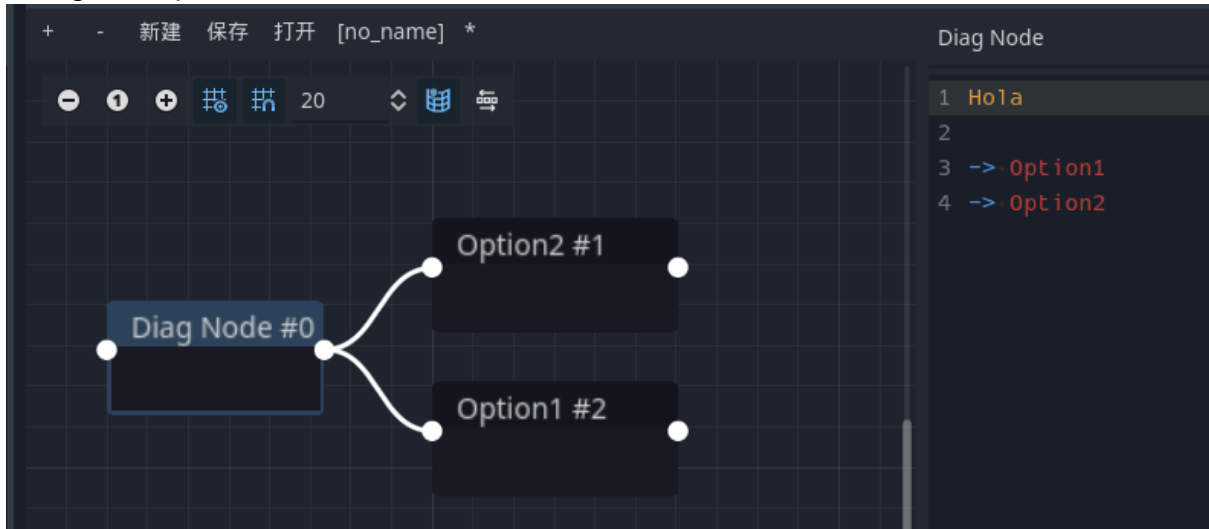 + - 新建 保存 打开 [no_name] *
Diag Node
20
1 Hola
2
3 -> Option1
4 -> Option2
Option2 #1
Diag Node #0
Option1 #2